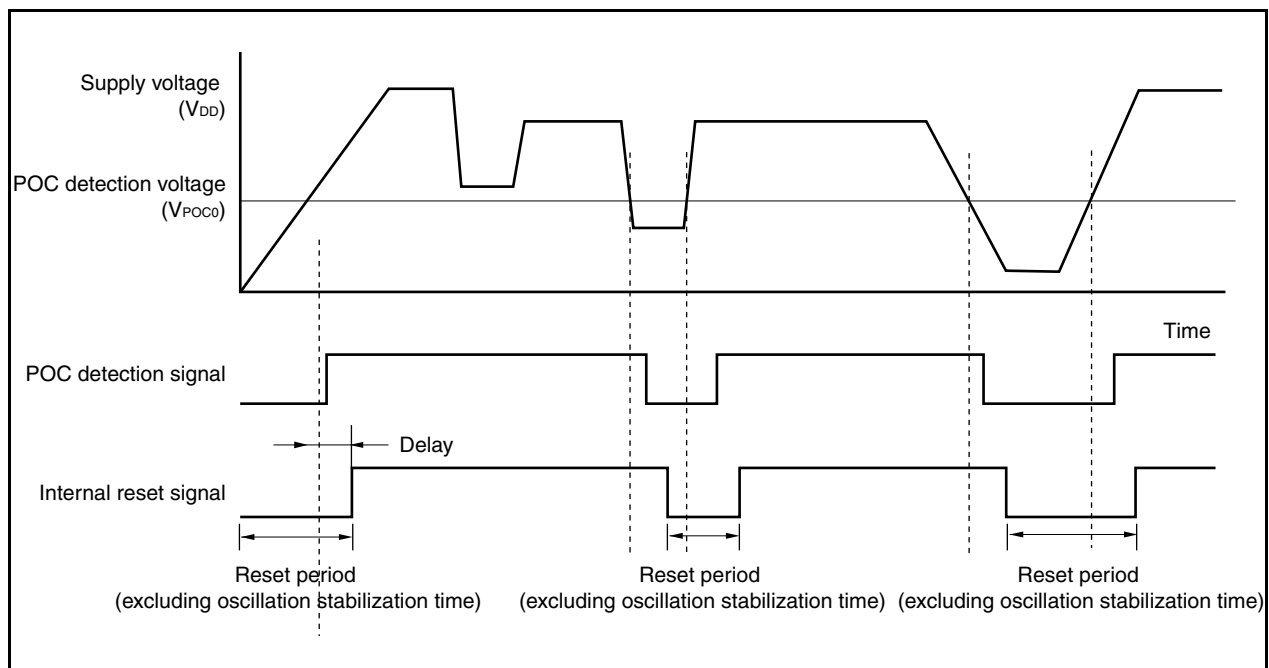 Supply voltage
(VDD)
POC detection voltage
(VPOC0)
Time
POC detection signal
Delay
Internal reset signal
Reset period
(excluding oscillation stabilization time)
Reset period
(excluding oscillation stabilization time)
Reset period
(excluding oscillation stabilization time)